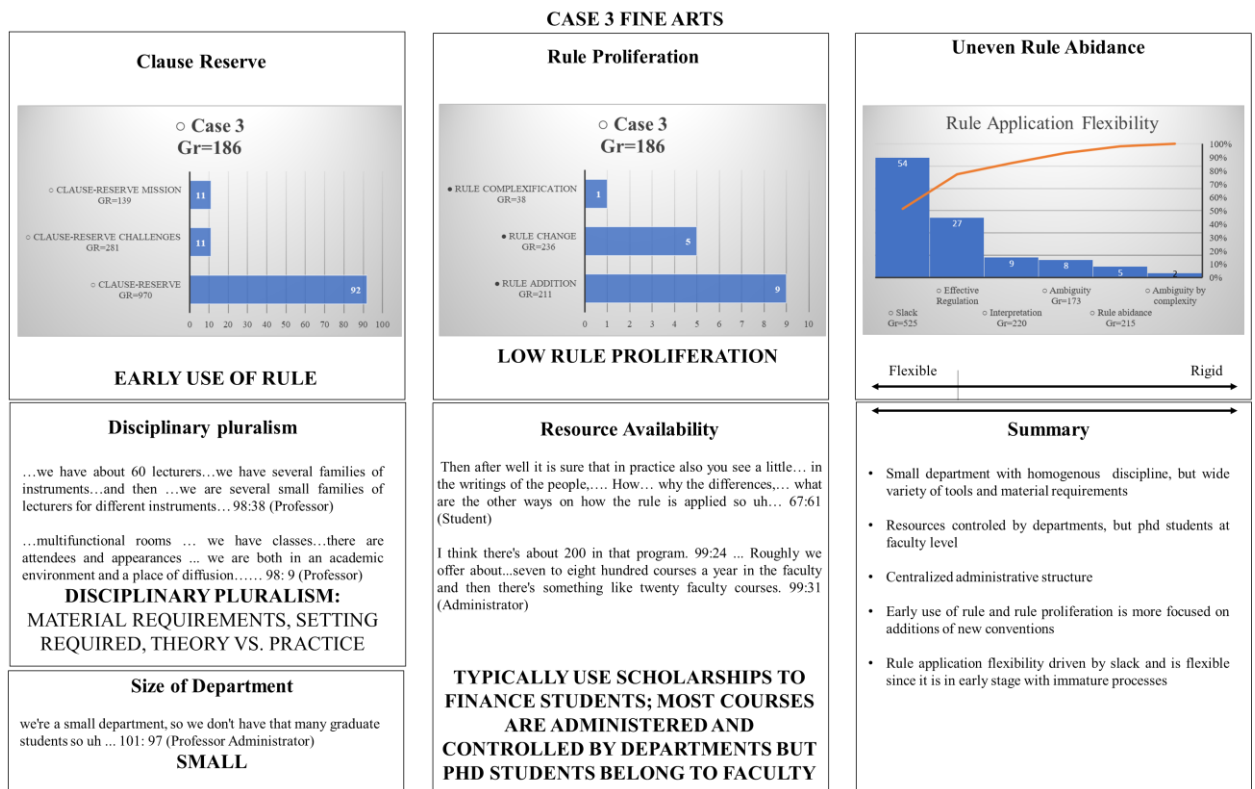 CASE 3 FINE ARTS
Clause Reserve
○ Case 3
Gr=186
○ CLAUSE-RESERVE MISSION
GR=139
11
○ CLAUSE-RESERVE CHALLENGES
GR=281
11
○ CLAUSE-RESERVE
GR=970
92
0 10 20 30 40 50 60 70 80 90 100
EARLY USE OF RULE
Rule Proliferation
○ Case 3
Gr=186
● RULE COMPLEXIFICATION
GR=38
1
● RULE CHANGE
GR=236
5
● RULE ADDITION
GR=211
9
0 1 2 3 4 5 6 7 8 9 10
LOW RULE PROLIFERATION
Uneven Rule Abidance
Rule Application Flexibility
100%
90%
80%
70%
60%
50%
40%
30%
20%
10%
0%
54
27
9
8
5
2
○ Effective
Regulation
○ Ambiguity
Gr=173
○ Ambiguity by
complexity
○ Slack
Gr=525
○ Interpretation
Gr=220
○ Rule abidance
Gr=215
Flexible Rigid
Disciplinary pluralism
…we have about 60 lecturers…we have several families of
instruments…and then …we are several small families of
lecturers for different instruments… 98:38 (Professor)
…multifunctional rooms … we have classes…there are
attendees and appearances ... we are both in an academic
environment and a place of diffusion…… 98: 9 (Professor)
DISCIPLINARY PLURALISM:
MATERIAL REQUIREMENTS, SETTING
REQUIRED, THEORY VS. PRACTICE
Size of Department
we're a small department, so we don't have that many graduate
students so uh ... 101: 97 (Professor Administrator)
SMALL
Resource Availability
Then after well it is sure that in practice also you see a little… in
the writings of the people,…. How… why the differences,… what
are the other ways on how the rule is applied so uh… 67:61
(Student)
I think there's about 200 in that program. 99:24 ... Roughly we
offer about...seven to eight hundred courses a year in the faculty
and then there's something like twenty faculty courses. 99:31
(Administrator)
TYPICALLY USE SCHOLARSHIPS TO
FINANCE STUDENTS; MOST COURSES
ARE ADMINISTERED AND
CONTROLLED BY DEPARTMENTS BUT
PHD STUDENTS BELONG TO FACULTY
Summary
• Small department with homogenous discipline, but wide
variety of tools and material requirements
• Resources controled by departments, but phd students at
faculty level
• Centralized administrative structure
• Early use of rule and rule proliferation is more focused on
additions of new conventions
• Rule application flexibility driven by slack and is flexible
since it is in early stage with immature processes